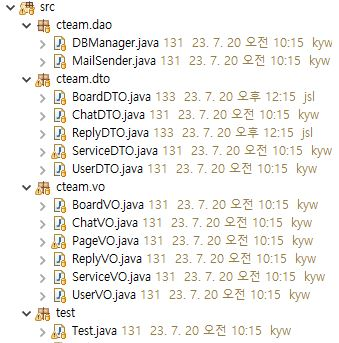 src
cteam.dao
DBManager.java 131 23. 7. 20 오전 10:15 kyw
MailSender.java 131 23. 7. 20 오전 10:15 kyw
cteam.dto
BoardDTO.java 133 23. 7. 20 오후 12:15 jsl
ChatDTO.java 131 23. 7. 20 오전 10:15 kyw
ReplyDTO.java 133 23. 7. 20 오후 12:15 jsl
ServiceDTO.java 131 23. 7. 20 오전 10:15 kyw
UserDTO.java 131 23. 7. 20 오전 10:15 kyw
cteam.vo
BoardVO.java 131 23. 7. 20 오전 10:15 kyw
ChatVO.java 131 23. 7. 20 오전 10:15 kyw
PageVO.java 131 23. 7. 20 오전 10:15 kyw
ReplyVO.java 131 23. 7. 20 오전 10:15 kyw
ServiceVO.java 131 23. 7. 20 오전 10:15 kyw
UserVO.java 131 23. 7. 20 오전 10:15 kyw
test
Test.java 131 23. 7. 20 오전 10:15 kyw